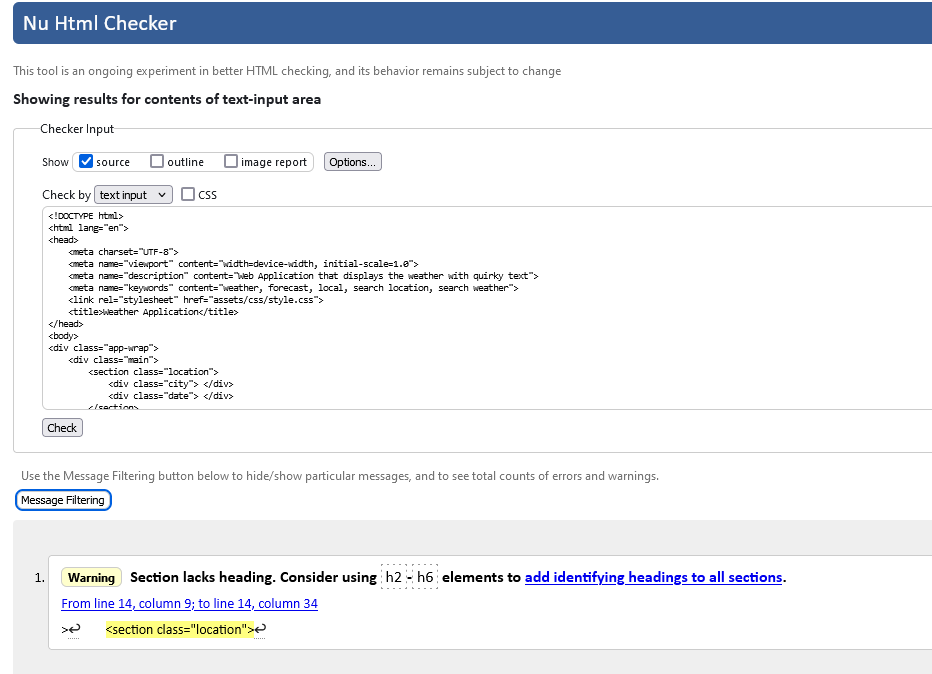 Nu Html Checker
This tool is an ongoing experiment in better HTML checking, and its behavior remains subject to change
Showing results for contents of text-input area
Checker Input
Show source outline image report Options...
Check by text input CSS
<!DOCTYPE html>
<html lang="en">
<head>
    <meta charset="UTF-8">
    <meta name="viewport" content="width=device-width, initial-scale=1.0">
    <meta name="description" content="Web Application that displays the weather with quirky text">
    <meta name="keywords" content="weather, forecast, local, search location, search weather">
    <link rel="stylesheet" href="assets/css/style.css">
    <title>Weather Application</title>
</head>
<body>
<div class="app-wrap">
    <div class="main">
        <section class="location">
            <div class="city"> </div>
            <div class="date"> </div>
        </section>
Check
Use the Message Filtering button below to hide/show particular messages, and to see total counts of errors and warnings.
Message Filtering
1. Warning Section lacks heading. Consider using h2 - h6 elements to add identifying headings to all sections.
From line 14, column 9; to line 14, column 34
>↩ <section class="location">↩